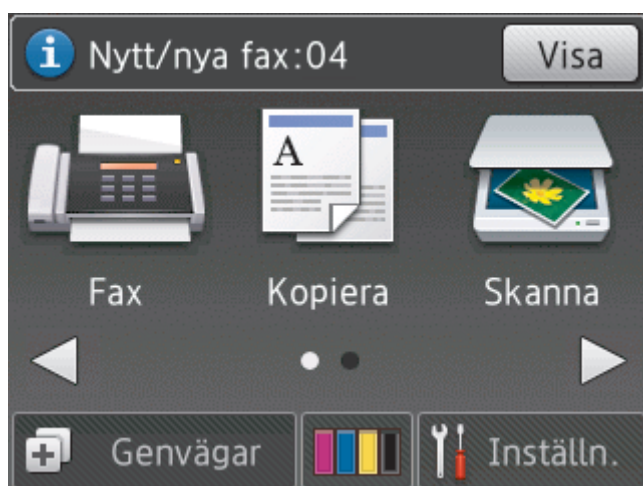 Nytt/nya fax:04 Visa
A
Fax Kopiera Skanna
Genvägar Inställn.